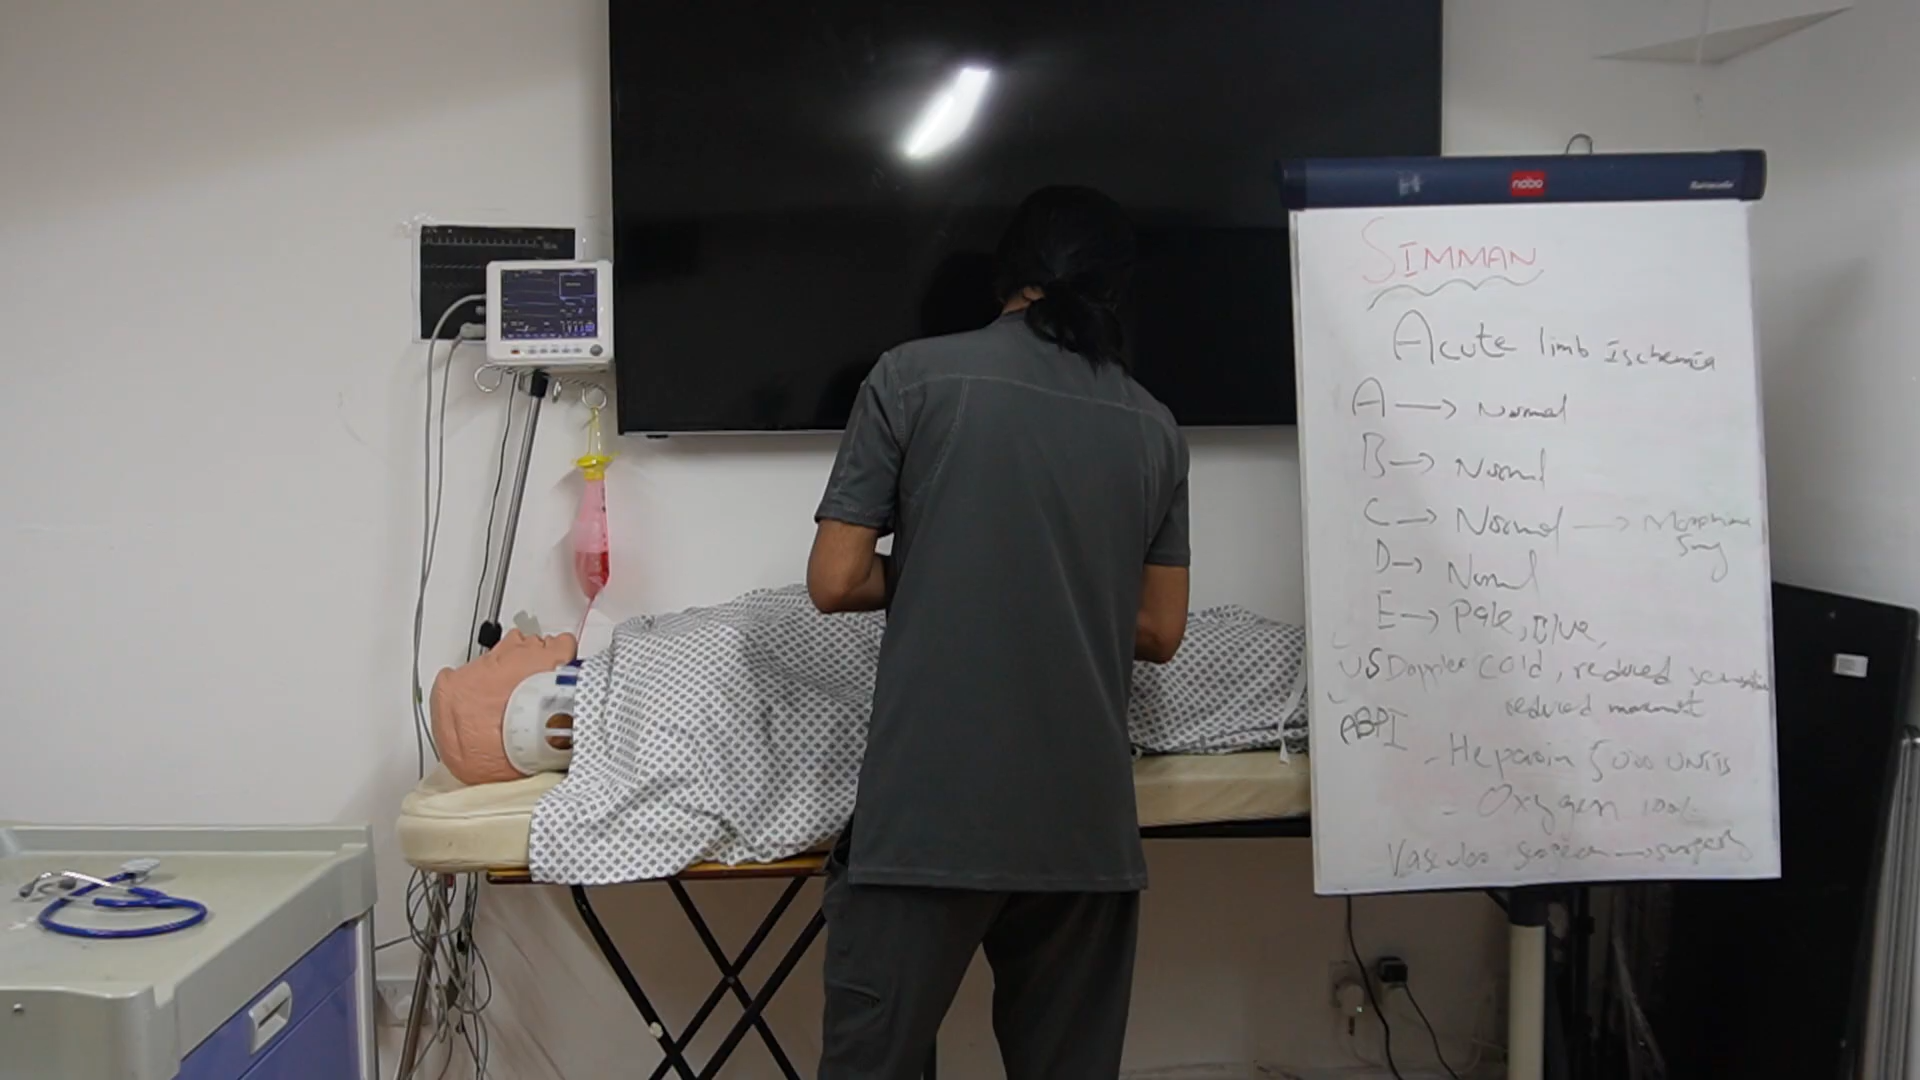 nobo
Barracuda
SIMMAN
Acute limb ischemia
A → Normal
B → Normal
C → Normal → Morphine
5mg
D → Normal
E → Pale, Blue,
US Doppler cold, reduced sensation
reduced
ABPI
- Heparin 5000 UNITS
- Oxygen 100%
Vascular surgeon → surgery